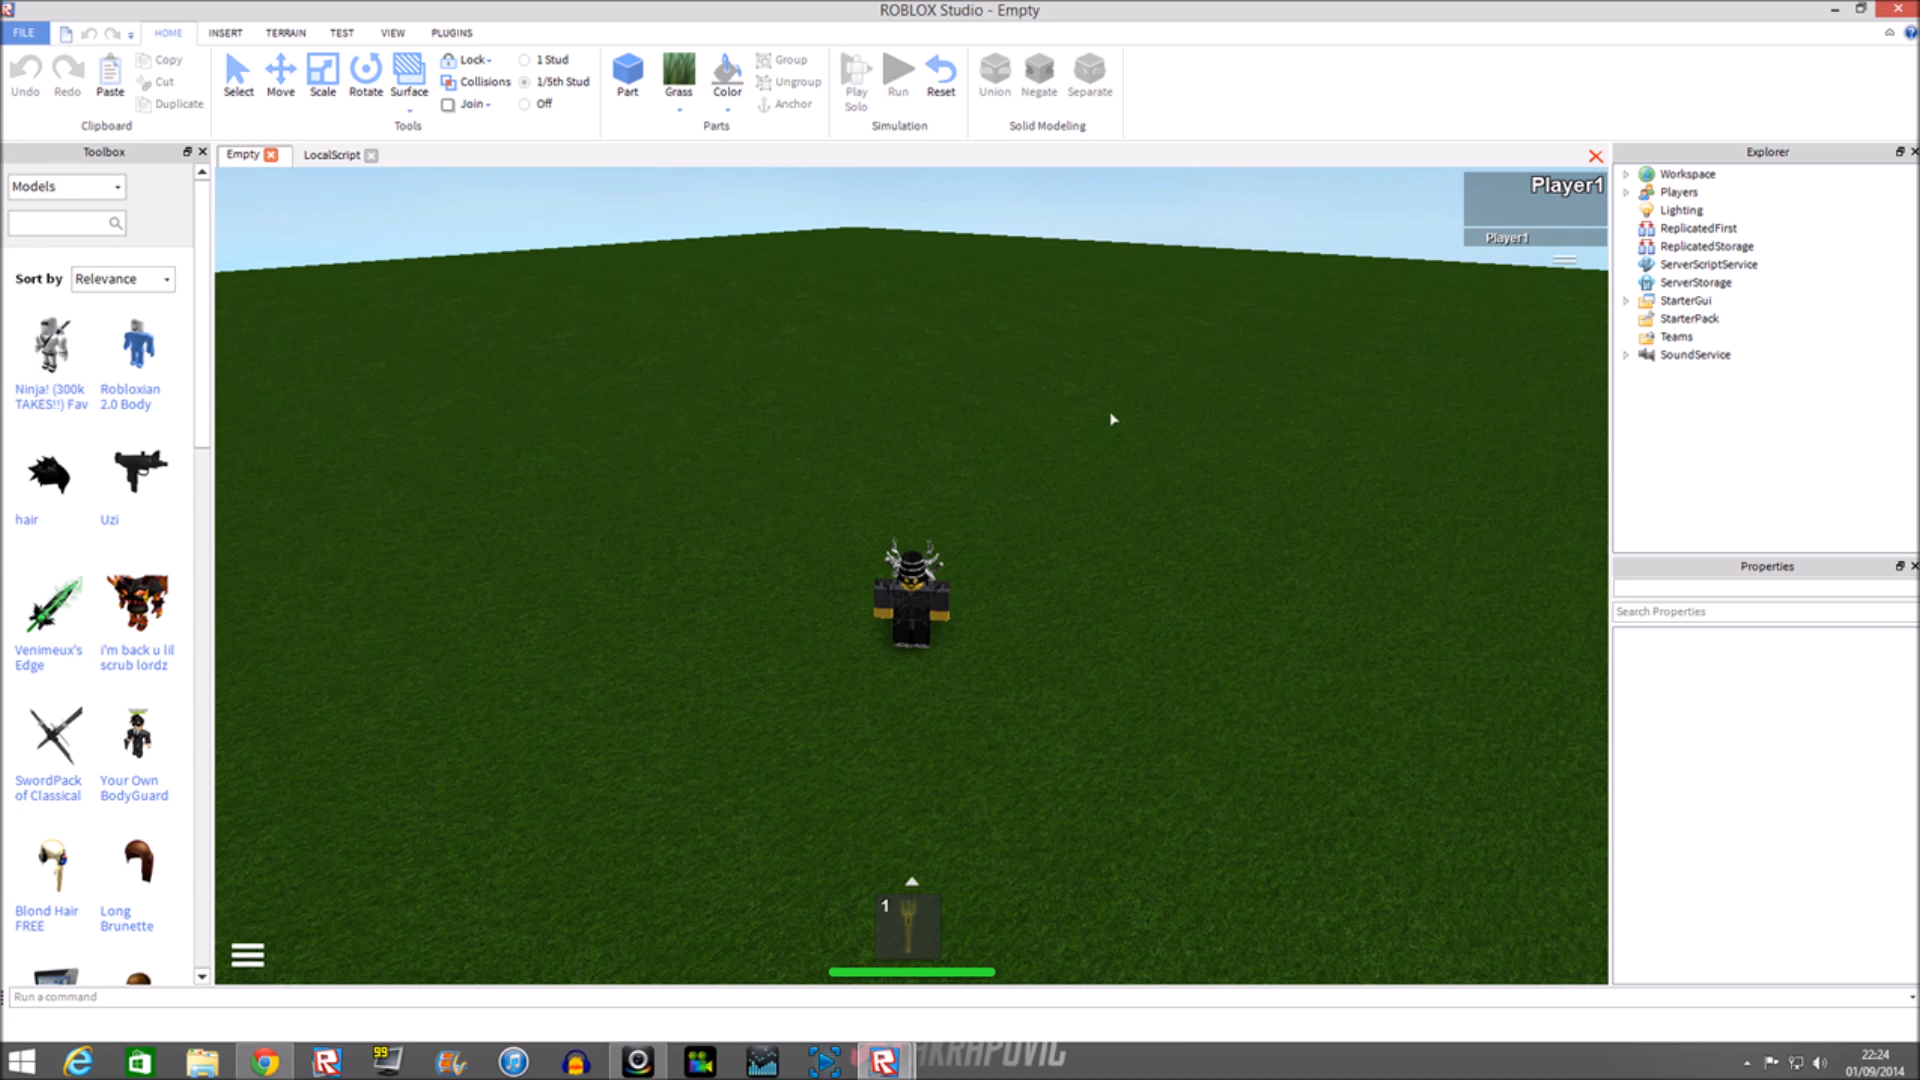 ROBLOX Studio - Empty
FILE
HOME
INSERT
TERRAIN
TEST
VIEW
PLUGINS
Undo
Redo
Paste
Copy
Cut
Duplicate
Clipboard
Select
Move
Scale
Rotate
Surface
Lock
Collisions
Join
1 Stud
1/5th Stud
Off
Tools
Part
Grass
Color
Group
Ungroup
Anchor
Parts
Play Solo
Run
Reset
Simulation
Union
Negate
Separate
Solid Modeling
Toolbox
Models
Sort by
Relevance
Ninja! (300k
TAKES!!) Fav
Robloxian
2.0 Body
hair
Uzi
Venimeux's
Edge
i'm back u lil
scrub lordz
SwordPack
of Classical
Your Own
BodyGuard
Blond Hair
FREE
Long
Brunette
Empty
LocalScript
Player1
Player1
1
Explorer
Workspace
Players
Lighting
ReplicatedFirst
ReplicatedStorage
ServerScriptService
ServerStorage
StarterGui
StarterPack
Teams
SoundService
Properties
Search Properties
Run a command
99
AKRAPOVIC
22:24
01/09/2014